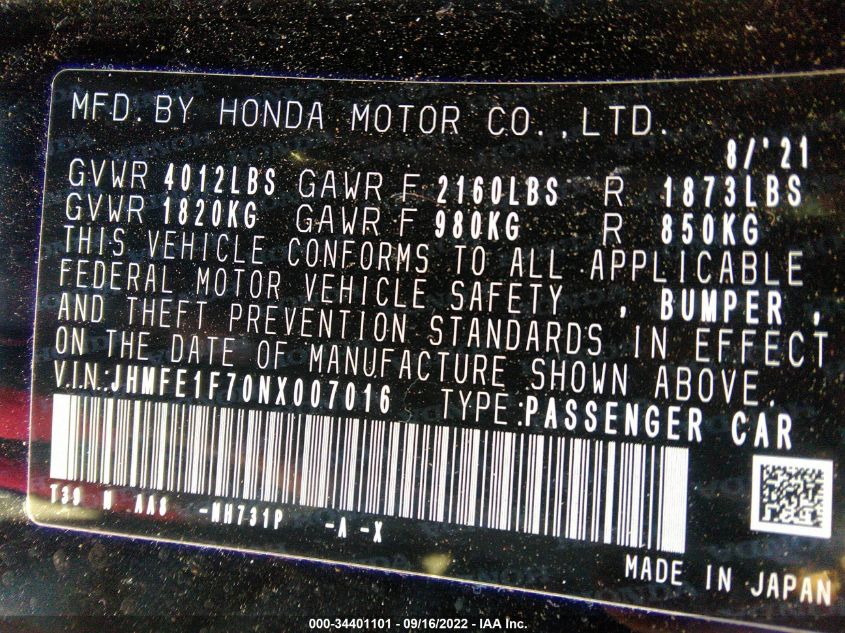 MFD. BY HONDA MOTOR CO., LTD.
8/'21
GVWR 4012LBS GAWR F 2160LBS R 1873LBS
GVWR 1820KG GAWR F 980KG R 850KG
THIS VEHICLE CONFORMS TO ALL APPLICABLE
FEDERAL MOTOR VEHICLE SAFETY , BUMPER ,
AND THEFT PREVENTION STANDARDS IN EFFECT
ON THE DATE OF MANUFACTURE SHOWN ABOVE.
V.I.N.:JHMFE1F70NX007016 TYPE:PASSENGER CAR
T39 N AA8 -NH731P -A -X
MADE IN JAPAN
000-34401101 - 09/16/2022 - IAA Inc.